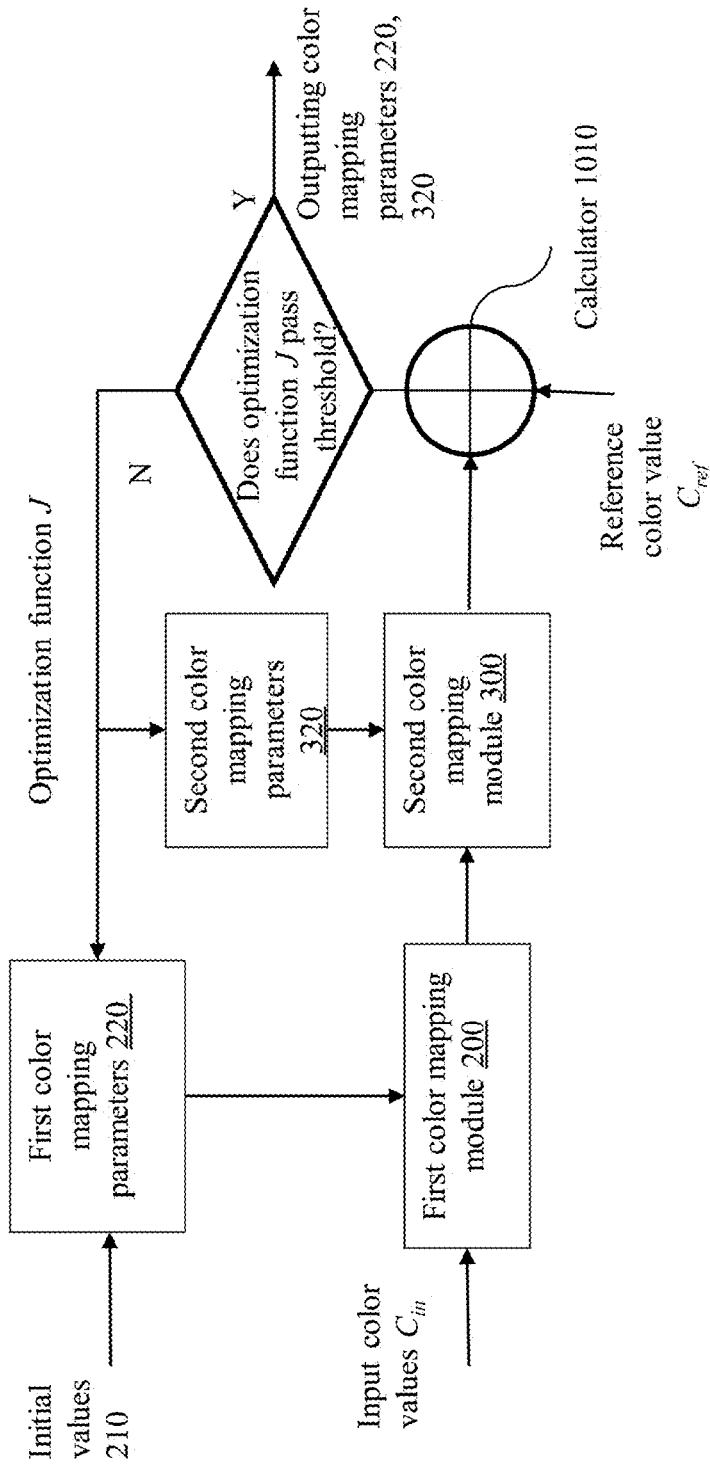 Initial
values
210
First color
mapping
parameters 220
Optimization function J
Second color
mapping
parameters
320
N
Does optimization
function J pass
threshold?
Y
Outputting color
mapping
parameters 220,
320
Input color
values Cin
First color mapping
module 200
Second color
mapping
module 300
Reference
color value
Cref
Calculator 1010